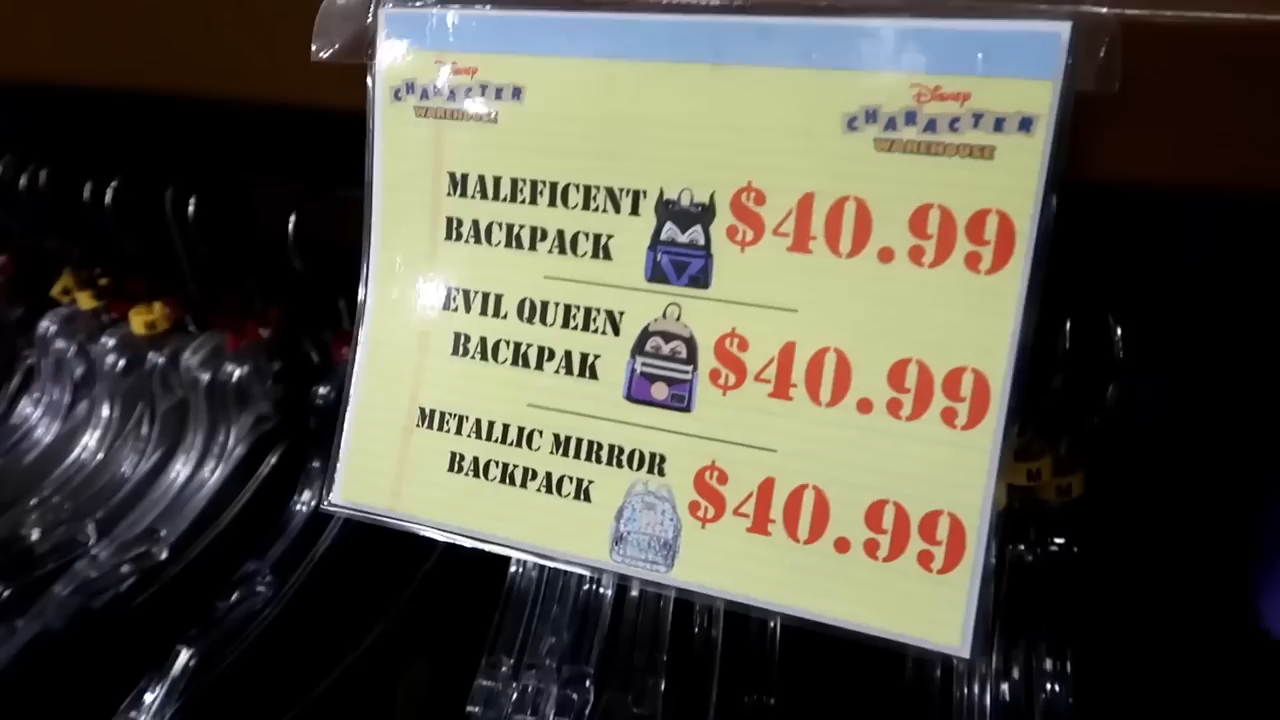 Disney
CHARACTER
WAREHOUSE
Disney
CHARACTER
WAREHOUSE
MALEFICENT
BACKPACK
$40.99
EVIL QUEEN
BACKPAK
$40.99
METALLIC MIRROR
BACKPACK
$40.99
M
M
M